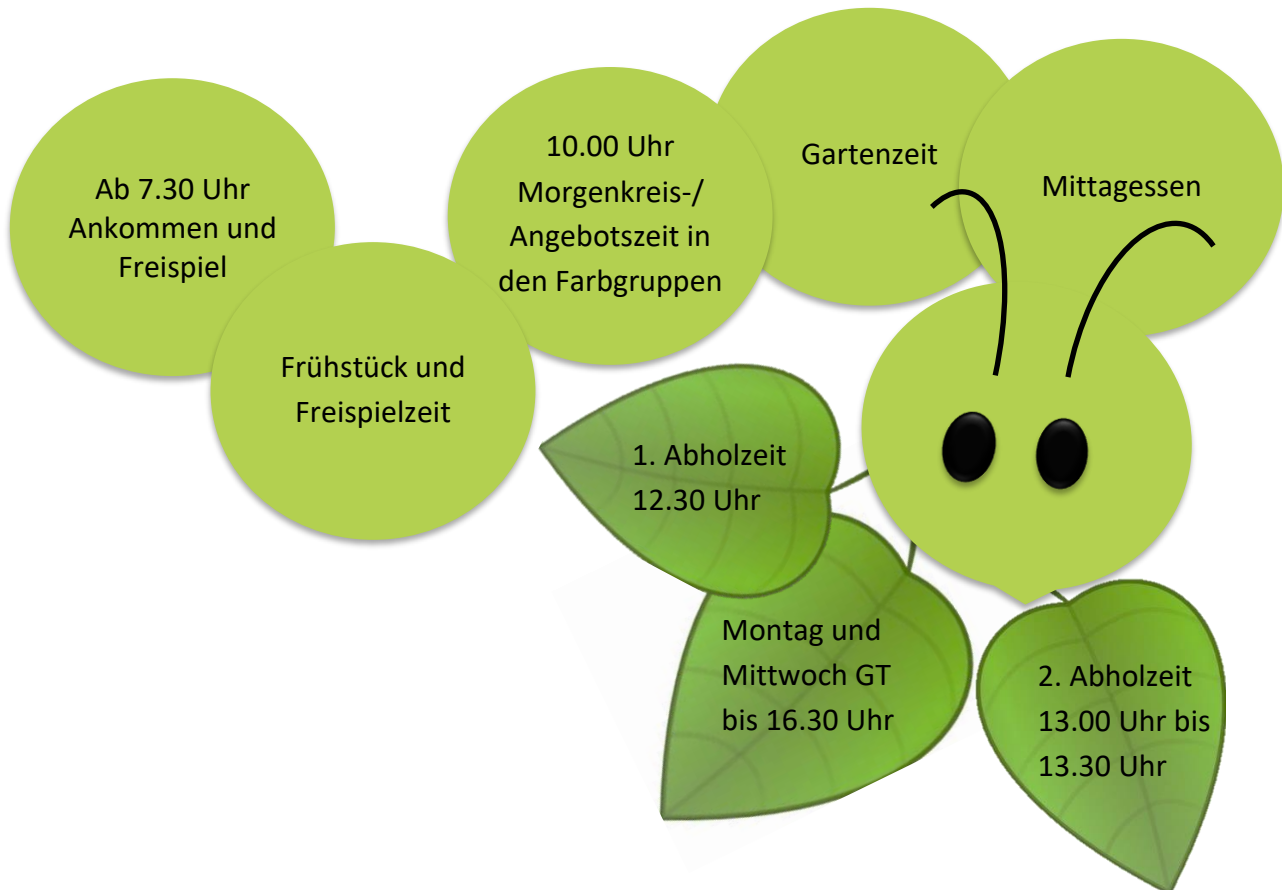 Ab 7.30 Uhr
Ankommen und
Freispiel
Frühstück und
Freispielzeit
10.00 Uhr
Morgenkreis-/
Angebotszeit in
den Farbgruppen
Gartenzeit
Mittagessen
1. Abholzeit
12.30 Uhr
Montag und
Mittwoch GT
bis 16.30 Uhr
2. Abholzeit
13.00 Uhr bis
13.30 Uhr